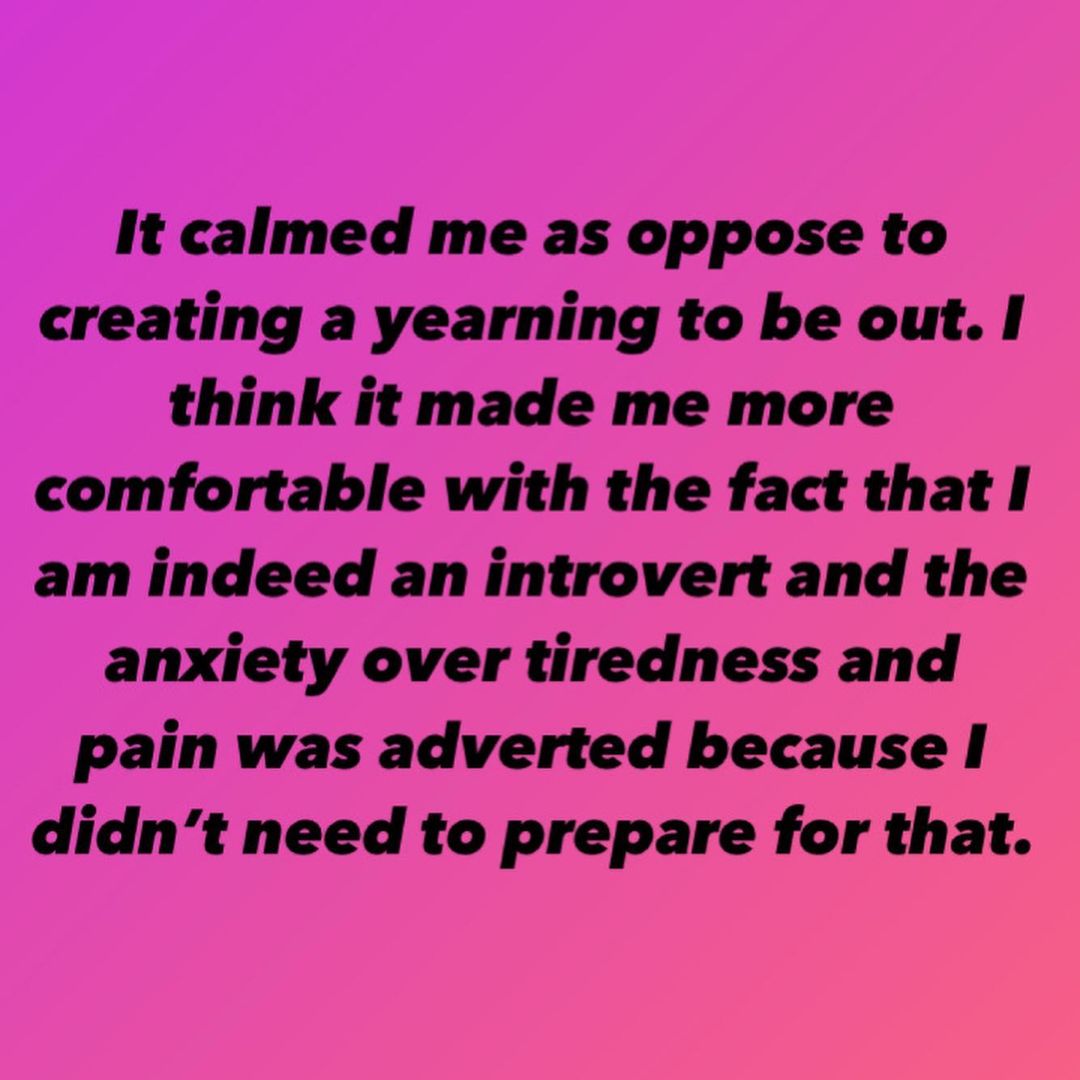 It calmed me as oppose to
creating a yearning to be out. I
think it made me more
comfortable with the fact that I
am indeed an introvert and the
anxiety over tiredness and
pain was adverted because I
didn’t need to prepare for that.